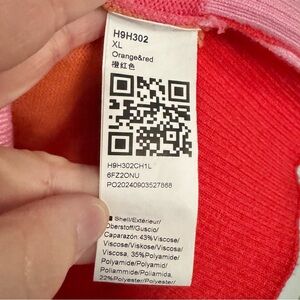 H9H302
XL
Orange&red
橙红色
H9H302CH1L
6FZ2ONU
PO20240903527868
Shell/Extérieur/
Oberstoff/Guscio/
Caparazón:43%Viscose/
Viscose/Viskose/Viscosa/
Viscosa, 35%Polyamide/
Polyamide/Polyamid/
Poliammide/Poliamida,
22%Polyester/Polyester/